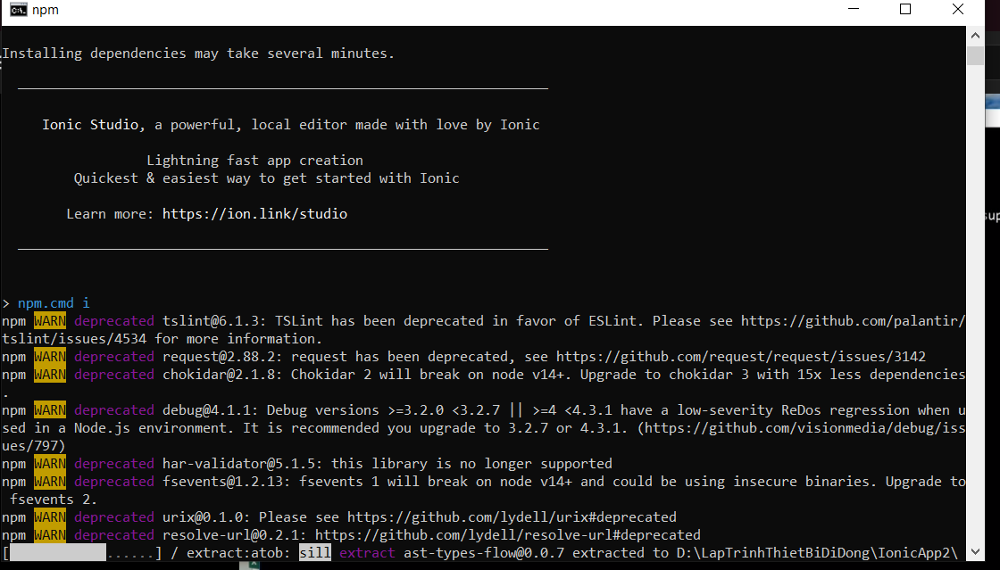 npm
Installing dependencies may take several minutes.
Ionic Studio, a powerful, local editor made with love by Ionic
Lightning fast app creation
Quickest & easiest way to get started with Ionic
Learn more: https://ion.link/studio
> npm.cmd i
npm WARN deprecated tslint@6.1.3: TSLint has been deprecated in favor of ESLint. Please see https://github.com/palantir/
tslint/issues/4534 for more information.
npm WARN deprecated request@2.88.2: request has been deprecated, see https://github.com/request/request/issues/3142
npm WARN deprecated chokidar@2.1.8: Chokidar 2 will break on node v14+. Upgrade to chokidar 3 with 15x less dependencies
.
npm WARN deprecated debug@4.1.1: Debug versions >=3.2.0 <3.2.7 || >=4 <4.3.1 have a low-severity ReDos regression when u
sed in a Node.js environment. It is recommended you upgrade to 3.2.7 or 4.3.1. (https://github.com/visionmedia/debug/iss
ues/797)
npm WARN deprecated har-validator@5.1.5: this library is no longer supported
npm WARN deprecated fsevents@1.2.13: fsevents 1 will break on node v14+ and could be using insecure binaries. Upgrade to
fsevents 2.
npm WARN deprecated urix@0.1.0: Please see https://github.com/lydell/urix#deprecated
npm WARN deprecated resolve-url@0.2.1: https://github.com/lydell/resolve-url#deprecated
[ ......] / extract:atob: sill extract ast-types-flow@0.0.7 extracted to D:\LapTrinhThietBiDiDong\IonicApp2\